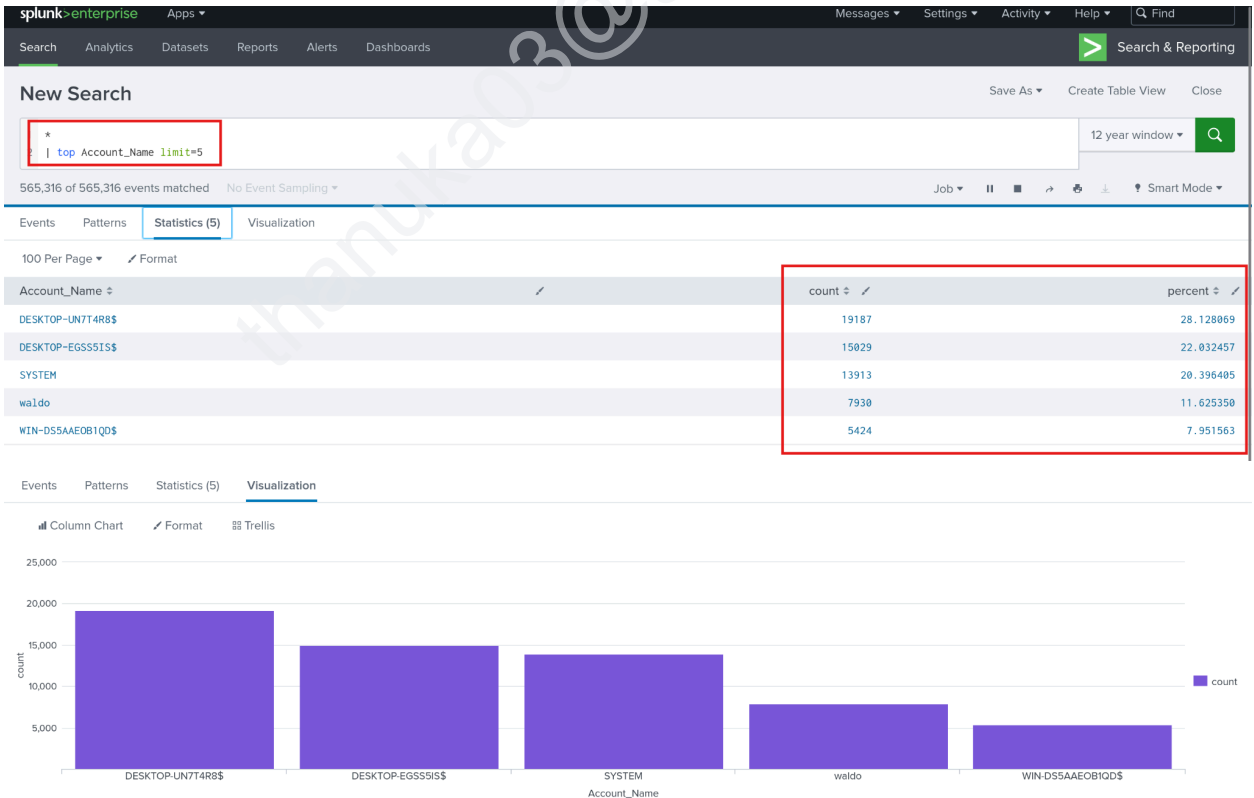 splunk>enterprise Apps Messages Settings Activity Help Find
Search Analytics Datasets Reports Alerts Dashboards Search & Reporting
New Search Save As Create Table View Close
*
2 | top Account_Name limit=5
12 year window
565,316 of 565,316 events matched No Event Sampling Job Smart Mode
Events Patterns Statistics (5) Visualization
100 Per Page Format
Account_Name count percent
DESKTOP-UN7T4R8$ 19187 28.128069
DESKTOP-EGSS5IS$ 15029 22.032457
SYSTEM 13913 20.396405
waldo 7930 11.625350
WIN-DS5AAEOB1QD$ 5424 7.951563
Events Patterns Statistics (5) Visualization
Column Chart Format Trellis
25,000
20,000
15,000
10,000
5,000
count
count
DESKTOP-UN7T4R8$ DESKTOP-EGSS5IS$ SYSTEM waldo WIN-DS5AAEOB1QD$
Account_Name
thanuka03@